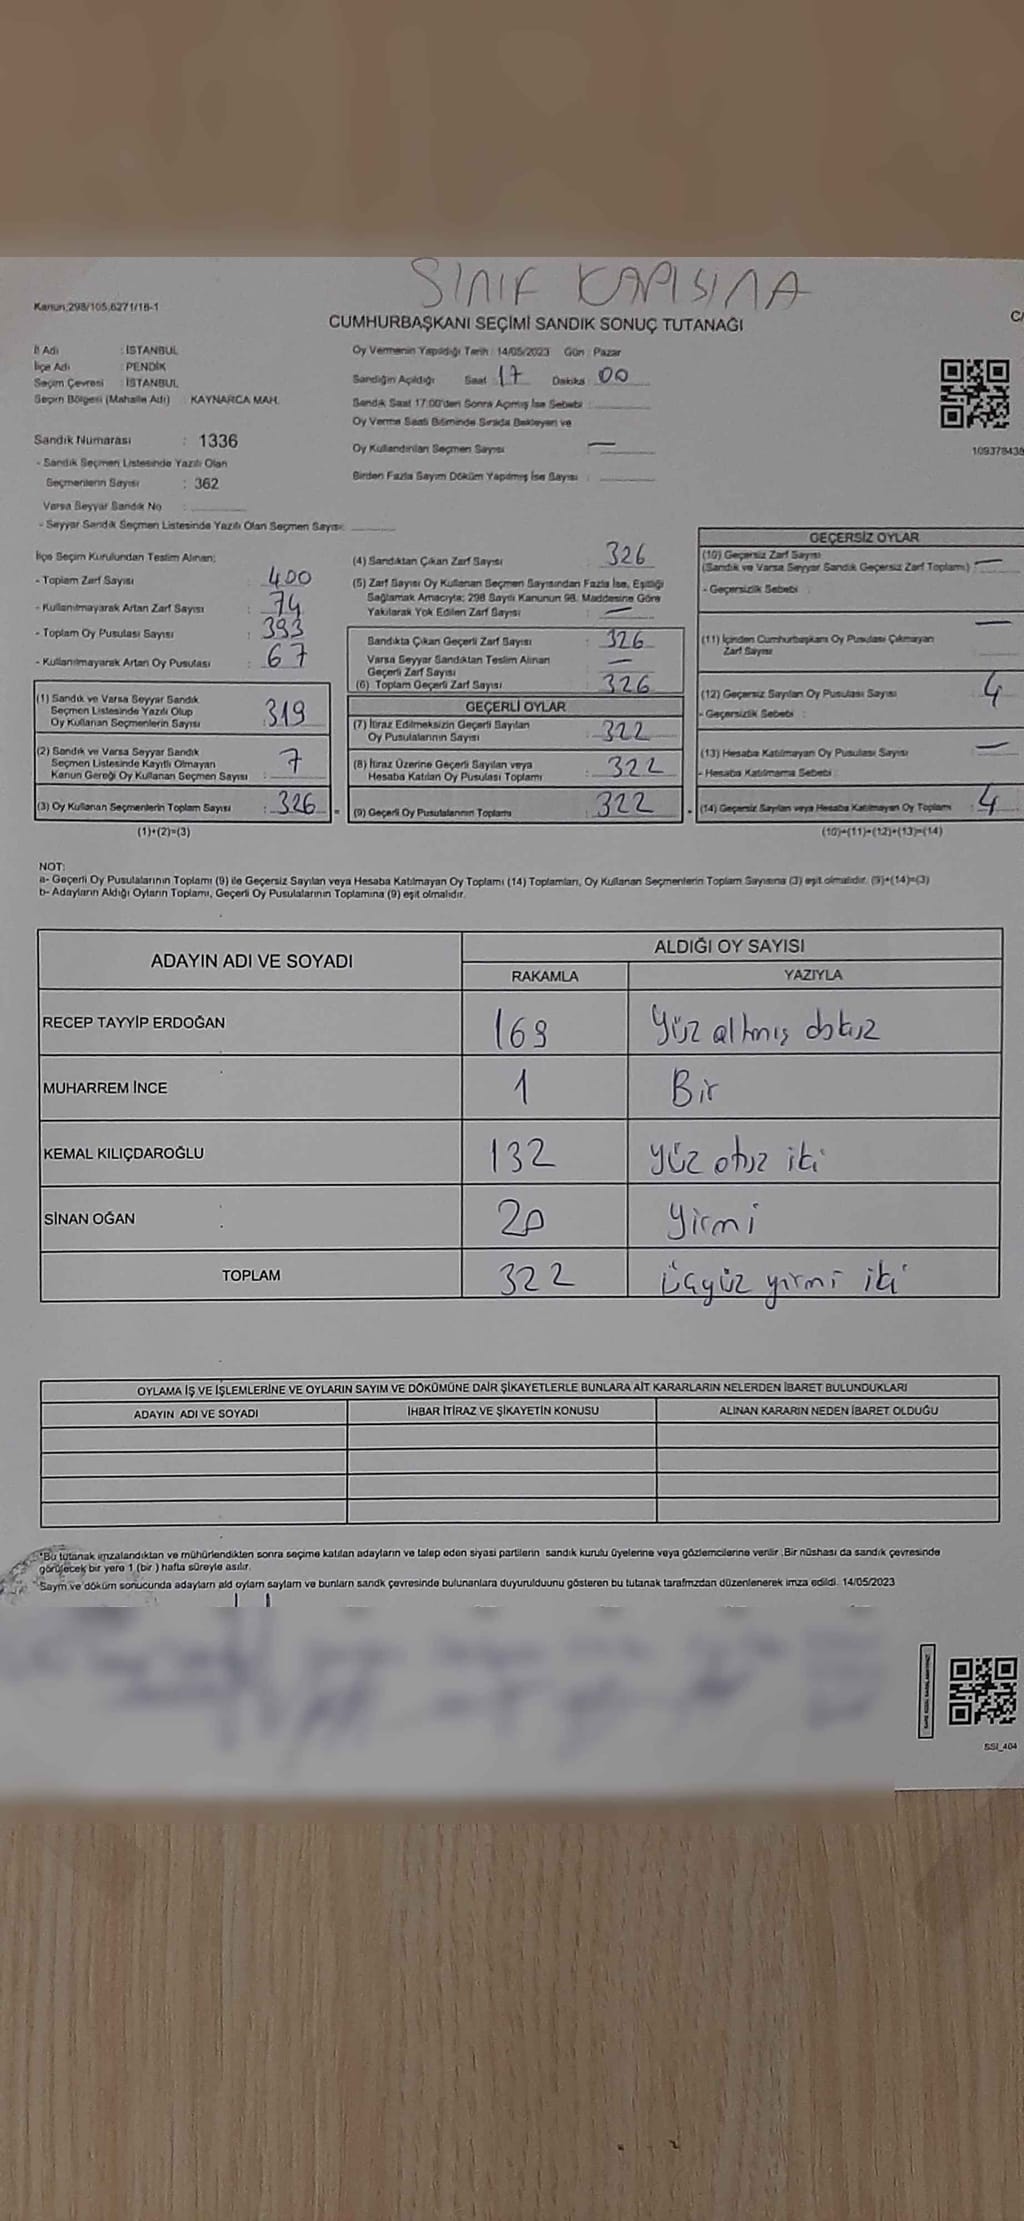 SINIF KAPISINA
Kanun:298/105,6271/16-1
CUMHURBAŞKANI SEÇİMİ SANDIK SONUÇ TUTANAĞI
C/
İl Adı : İSTANBUL
İlçe Adı : PENDİK
Seçim Çevresi : İSTANBUL
Seçim Bölgesi (Mahalle Adı) : KAYNARCA MAH.
Oy Vermenin Yapıldığı Tarih : 14/05/2023 Gün : Pazar
Sandığın Açıldığı Saat 17 Dakika 00
Sandık Saat 17:00'den Sonra Açılmış İse Sebebi :
Oy Verme Saati Bitiminde Sırada Bekleyen ve
Oy Kullandırılan Seçmen Sayısı : —
Birden Fazla Sayım Döküm Yapılmış İse Sayısı :
109378438
Sandık Numarası : 1336
- Sandık Seçmen Listesinde Yazılı Olan
Seçmenlerin Sayısı : 362
Varsa Seyyar Sandık No :
- Seyyar Sandık Seçmen Listesinde Yazılı Olan Seçmen Sayısı:
İlçe Seçim Kurulundan Teslim Alınan;
- Toplam Zarf Sayısı : 400
- Kullanılmayarak Artan Zarf Sayısı : 74
- Toplam Oy Pusulası Sayısı : 393
- Kullanılmayarak Artan Oy Pusulası : 67
(1) Sandık ve Varsa Seyyar Sandık
Seçmen Listesinde Yazılı Olup
Oy Kullanan Seçmenlerin Sayısı : 319
(2) Sandık ve Varsa Seyyar Sandık
Seçmen Listesinde Kayıtlı Olmayan
Kanun Gereği Oy Kullanan Seçmen Sayısı : 7
(3) Oy Kullanan Seçmenlerin Toplam Sayısı : 326
(1)+(2)=(3)
(4) Sandıktan Çıkan Zarf Sayısı : 326
(5) Zarf Sayısı Oy Kullanan Seçmen Sayısından Fazla İse, Eşitliği
Sağlamak Amacıyla; 298 Sayılı Kanunun 98. Maddesine Göre
Yakılarak Yok Edilen Zarf Sayısı : —
Sandıkta Çıkan Geçerli Zarf Sayısı : 326
Varsa Seyyar Sandıktan Teslim Alınan
Geçerli Zarf Sayısı : —
(6) Toplam Geçerli Zarf Sayısı : 326
GEÇERLİ OYLAR
(7) İtiraz Edilmeksizin Geçerli Sayılan
Oy Pusulalarının Sayısı : 322
(8) İtiraz Üzerine Geçerli Sayılan veya
Hesaba Katılan Oy Pusulası Toplamı : 322
(9) Geçerli Oy Pusulalarının Toplamı : 322
GEÇERSİZ OYLAR
(10) Geçersiz Zarf Sayısı
(Sandık ve Varsa Seyyar Sandık Geçersiz Zarf Toplamı) : —
- Geçersizlik Sebebi :
(11) İçinden Cumhurbaşkanı Oy Pusulası Çıkmayan
Zarf Sayısı : —
(12) Geçersiz Sayılan Oy Pusulası Sayısı : 4
- Geçersizlik Sebebi :
(13) Hesaba Katılmayan Oy Pusulası Sayısı : —
- Hesaba Katılmama Sebebi :
(14) Geçersiz Sayılan veya Hesaba Katılmayan Oy Toplamı : 4
(10)+(11)+(12)+(13)=(14)
NOT:
a- Geçerli Oy Pusulalarının Toplamı (9) ile Geçersiz Sayılan veya Hesaba Katılmayan Oy Toplamı (14) Toplamları, Oy Kullanan Seçmenlerin Toplam Sayısına (3) eşit olmalıdır. (9)+(14)=(3)
b- Adayların Aldığı Oyların Toplamı, Geçerli Oy Pusulalarının Toplamına (9) eşit olmalıdır.
ADAYIN ADI VE SOYADI
ALDIĞI OY SAYISI
RAKAMLA YAZIYLA
RECEP TAYYİP ERDOĞAN 169 Yüz altmış dokuz
MUHARREM İNCE 1 Bir
KEMAL KILIÇDAROĞLU 132 Yüz otuz iki
SİNAN OĞAN 20 Yirmi
TOPLAM 322 Üçyüz yirmi iki
OYLAMA İŞ VE İŞLEMLERİNE VE OYLARIN SAYIM VE DÖKÜMÜNE DAİR ŞİKAYETLERLE BUNLARA AİT KARARLARIN NELERDEN İBARET BULUNDUKLARI
ADAYIN ADI VE SOYADI İHBAR İTİRAZ VE ŞİKAYETİN KONUSU ALINAN KARARIN NEDEN İBARET OLDUĞU
*Bu tutanak imzalandıktan ve mühürlendikten sonra seçime katılan adayların ve talep eden siyasi partilerin sandık kurulu üyelerine veya gözlemcilerine verilir .Bir nüshası da sandık çevresinde
görülecek bir yere 1 (bir ) hafta süreyle asılır.
Saym ve döküm sonucunda adaylarn ald oylarn saylarn ve bunlarn sandk çevresinde bulunanlara duyurulduunu gösteren bu tutanak tarafmzdan düzenlenerek imza edildi. 14/05/2023
SSI_404